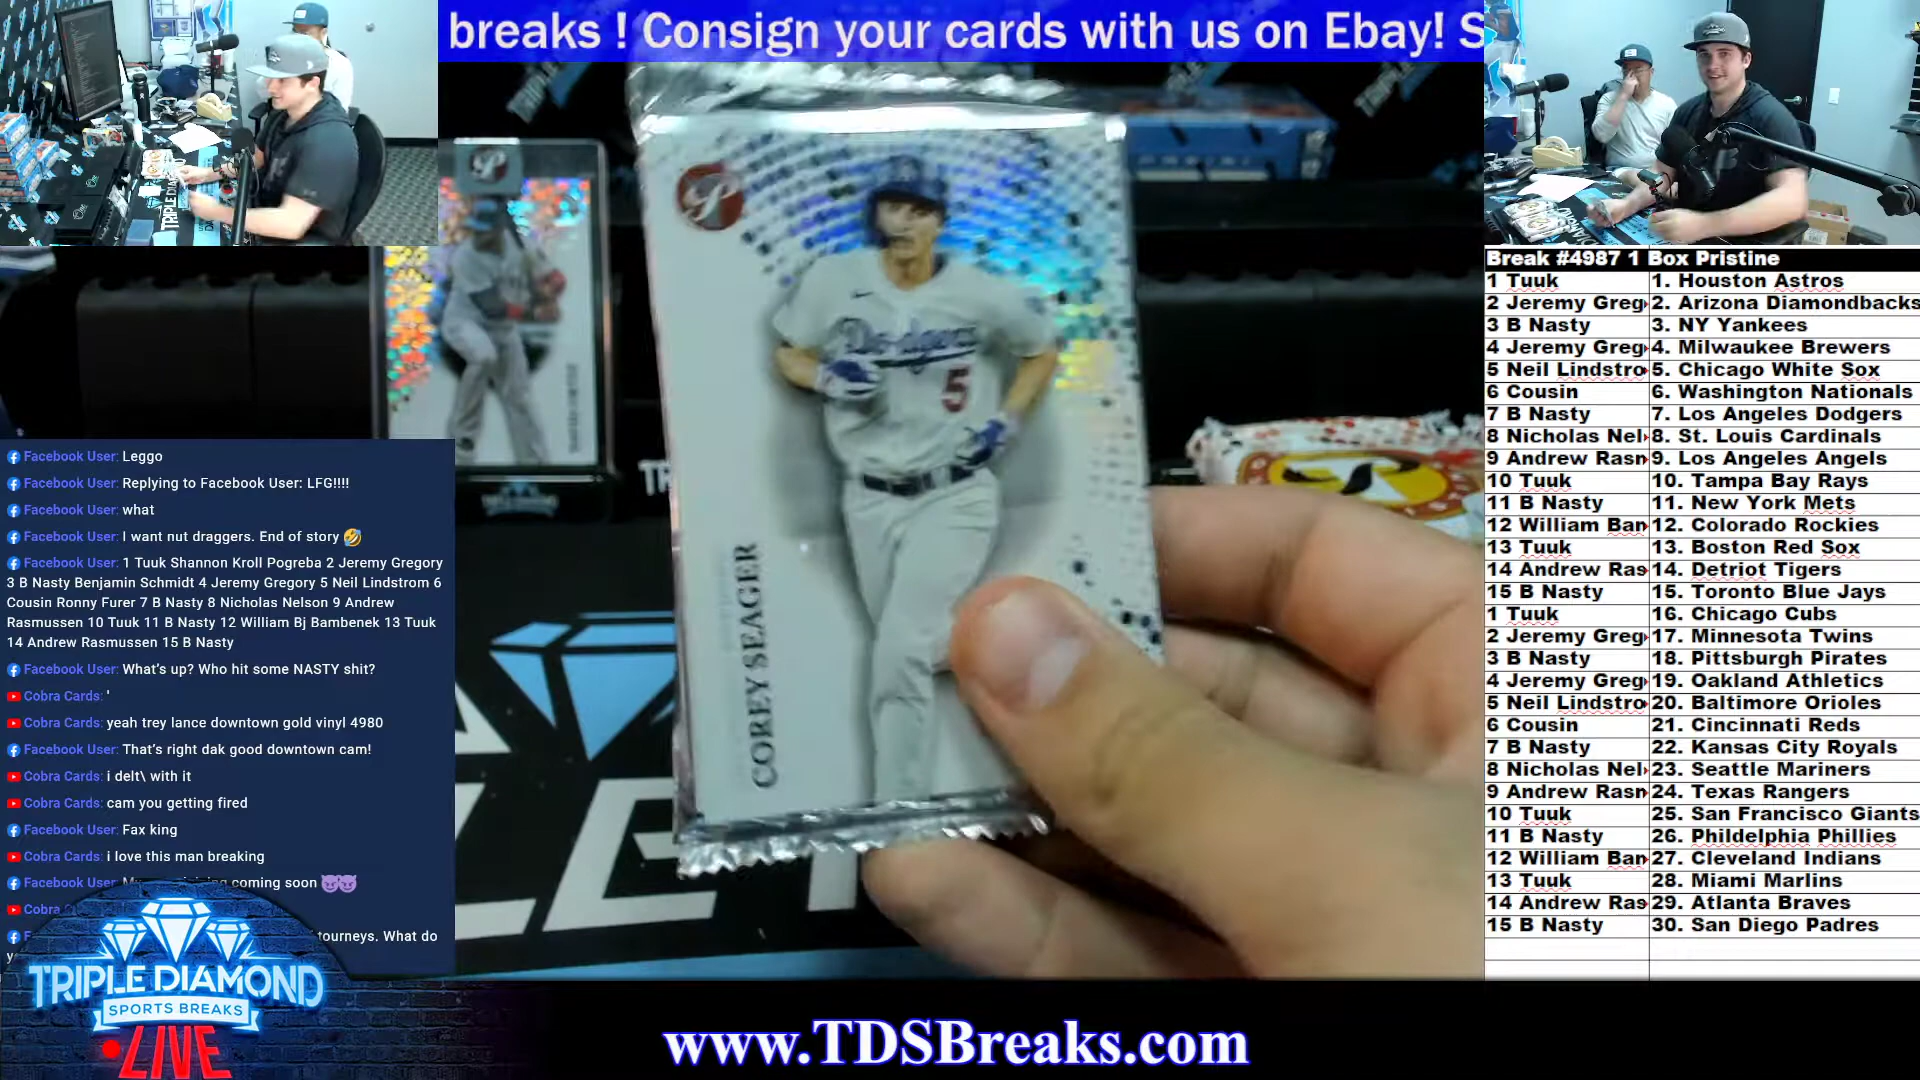 breaks ! Consign your cards with us on Ebay! S
Facebook User: Leggo
Facebook User: Replying to Facebook User: LFG!!!!
Facebook User: what
Facebook User: I want nut draggers. End of story 🤣
Facebook User: 1 Tuuk Shannon Kroll Pogreba 2 Jeremy Gregory
3 B Nasty Benjamin Schmidt 4 Jeremy Gregory 5 Neil Lindstrom 6
Cousin Ronny Furer 7 B Nasty 8 Nicholas Nelson 9 Andrew
Rasmussen 10 Tuuk 11 B Nasty 12 William Bj Bambenek 13 Tuuk
14 Andrew Rasmussen 15 B Nasty
Facebook User: What's up? Who hit some NASTY shit?
Cobra Cards: '
Cobra Cards: yeah trey lance downtown gold vinyl 4980
Facebook User: That's right dak good downtown cam!
Cobra Cards: i delt\ with it
Cobra Cards: cam you getting fired
Facebook User: Fax king
Cobra Cards: i love this man breaking
Facebook User: coming soon 😈😈
Cobra
tourneys. What do
TRIPLE DIAMOND
SPORTS BREAKS
LIVE
Dodgers
5
COREY SEAGER
Break #4987 1 Box Pristine
1 Tuuk 1. Houston Astros
2 Jeremy Greg 2. Arizona Diamondbacks
3 B Nasty 3. NY Yankees
4 Jeremy Greg 4. Milwaukee Brewers
5 Neil Lindstro 5. Chicago White Sox
6 Cousin 6. Washington Nationals
7 B Nasty 7. Los Angeles Dodgers
8 Nicholas Nel 8. St. Louis Cardinals
9 Andrew Rasn 9. Los Angeles Angels
10 Tuuk 10. Tampa Bay Rays
11 B Nasty 11. New York Mets
12 William Ban 12. Colorado Rockies
13 Tuuk 13. Boston Red Sox
14 Andrew Ras 14. Detriot Tigers
15 B Nasty 15. Toronto Blue Jays
1 Tuuk 16. Chicago Cubs
2 Jeremy Greg 17. Minnesota Twins
3 B Nasty 18. Pittsburgh Pirates
4 Jeremy Greg 19. Oakland Athletics
5 Neil Lindstro 20. Baltimore Orioles
6 Cousin 21. Cincinnati Reds
7 B Nasty 22. Kansas City Royals
8 Nicholas Nel 23. Seattle Mariners
9 Andrew Rasn 24. Texas Rangers
10 Tuuk 25. San Francisco Giants
11 B Nasty 26. Phildelphia Phillies
12 William Ban 27. Cleveland Indians
13 Tuuk 28. Miami Marlins
14 Andrew Ras 29. Atlanta Braves
15 B Nasty 30. San Diego Padres
www.TDSBreaks.com